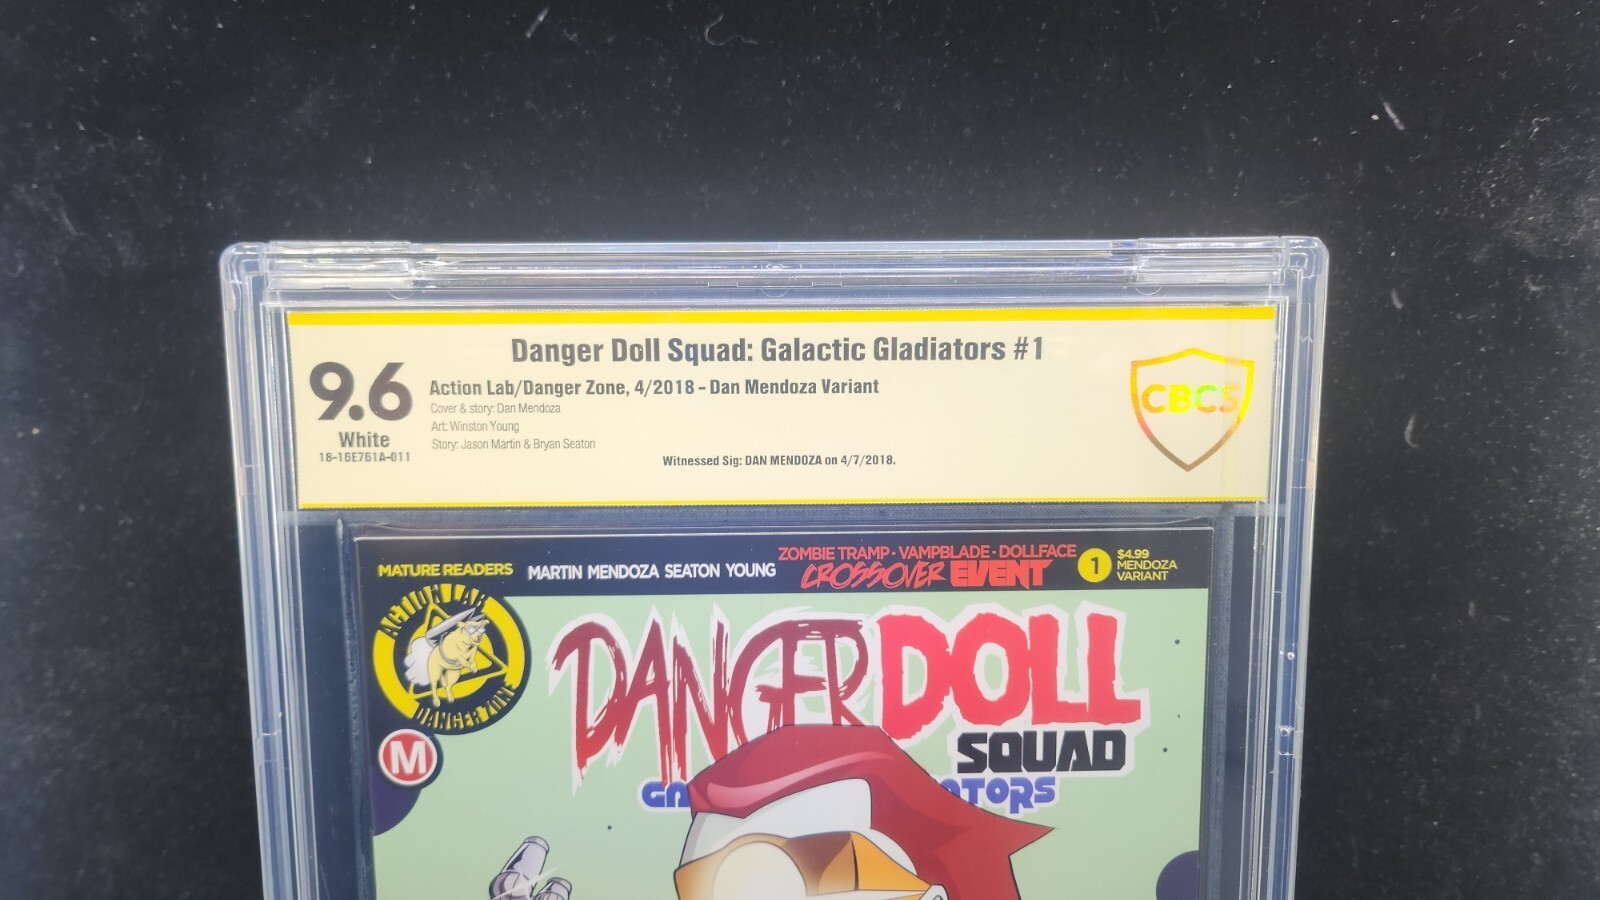 Danger Doll Squad: Galactic Gladiators #1
9.6
Action Lab/Danger Zone, 4/2018 - Dan Mendoza Variant
Cover & story: Dan Mendoza
Art: Winston Young
White
Story: Jason Martin & Bryan Seaton
18-16E761A-011
Witnessed Sig: DAN MENDOZA on 4/7/2018.
CBCS
MATURE READERS
MARTIN MENDOZA SEATON YOUNG
ZOMBIE TRAMP · VAMPBLADE · DOLLFACE
CROSSOVER EVENT
1
$4.99
MENDOZA
VARIANT
ACTION LAB
DANGER ZONE
M
DANGER DOLL
SQUAD